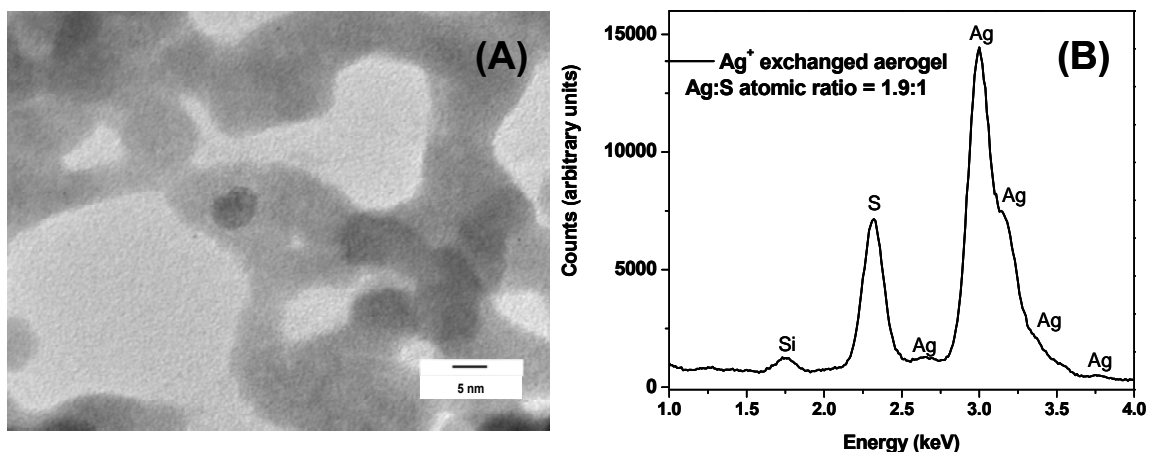 (A)
5 nm
(B)
Ag⁺ exchanged aerogel
Ag:S atomic ratio = 1.9:1
Ag
Ag
S
Ag
Si
Ag
Ag
15000
10000
5000
0
1.0 1.5 2.0 2.5 3.0 3.5 4.0
Counts (arbitrary units)
Energy (keV)